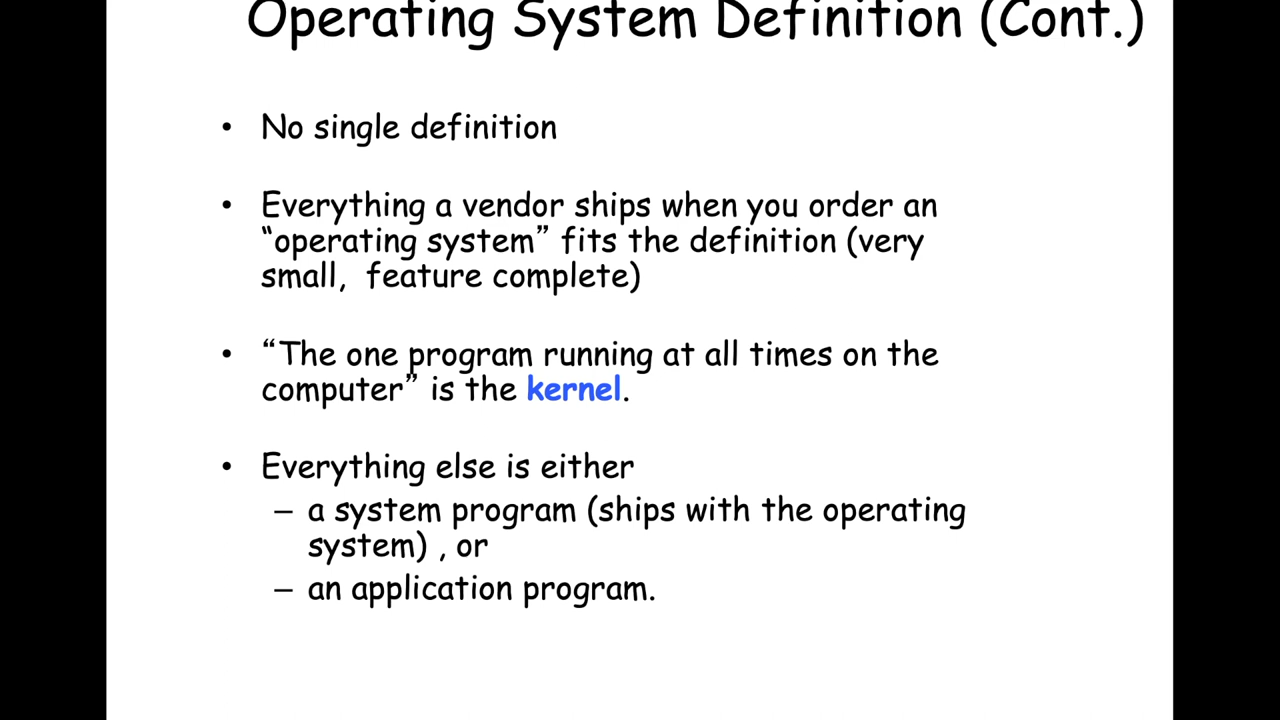 Operating System Definition (Cont.)
• No single definition
• Everything a vendor ships when you order an
“operating system” fits the definition (very
small, feature complete)
• “The one program running at all times on the
computer” is the kernel.
• Everything else is either
– a system program (ships with the operating
system) , or
– an application program.